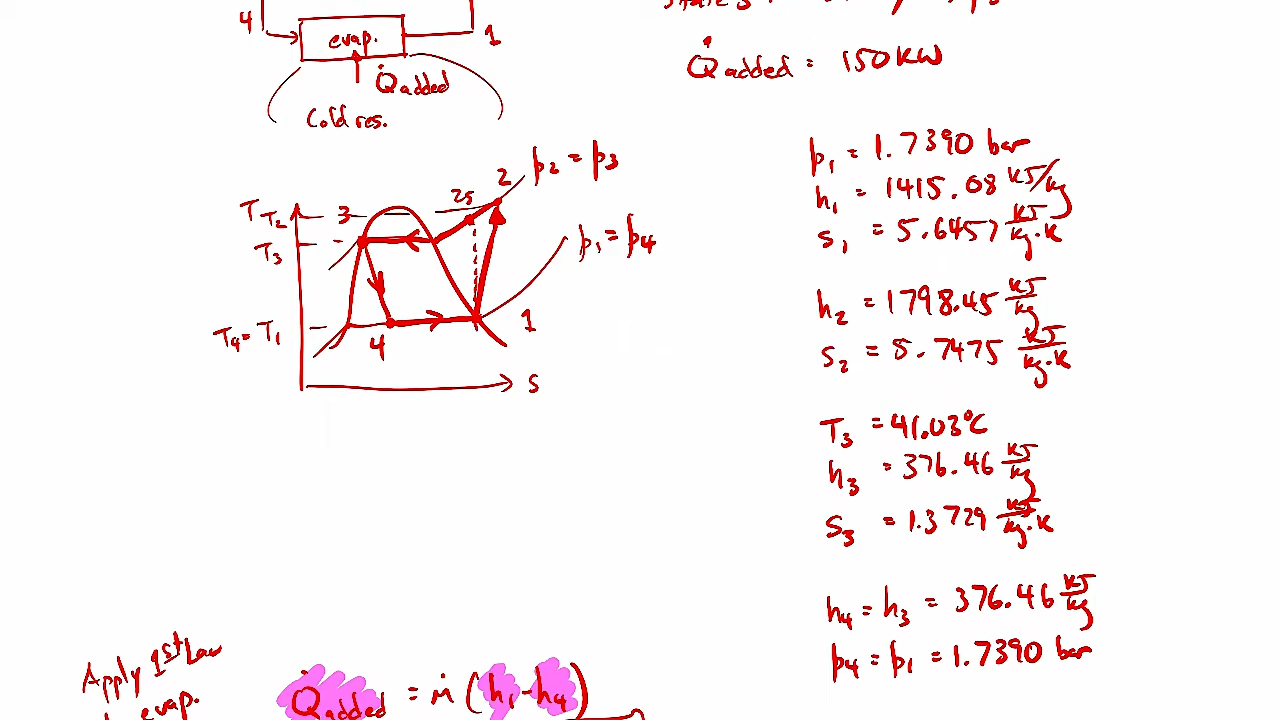 4
evap.
1
Q̇ added
Cold res.
Q̇ added = 150 kW
p₁ = 1.7390 bar
h₁ = 1415.08 kJ/kg
s₁ = 5.6457 kJ/kg·K
h₂ = 1798.45 kJ/kg
s₂ = 5.7475 kJ/kg·K
T₃ = 41.03°C
h₃ = 376.46 kJ/kg
s₃ = 1.3729 kJ/kg·K
h₄ = h₃ = 376.46 kJ/kg
p₄ = p₁ = 1.7390 bar
p₂ = p₃
2
2s
T
T₂
3
T₃
p₁ = p₄
T₄ = T₁
4
1
s
Apply 1st Law
evap.
Q̇ added = ṁ (h₁ - h₄)